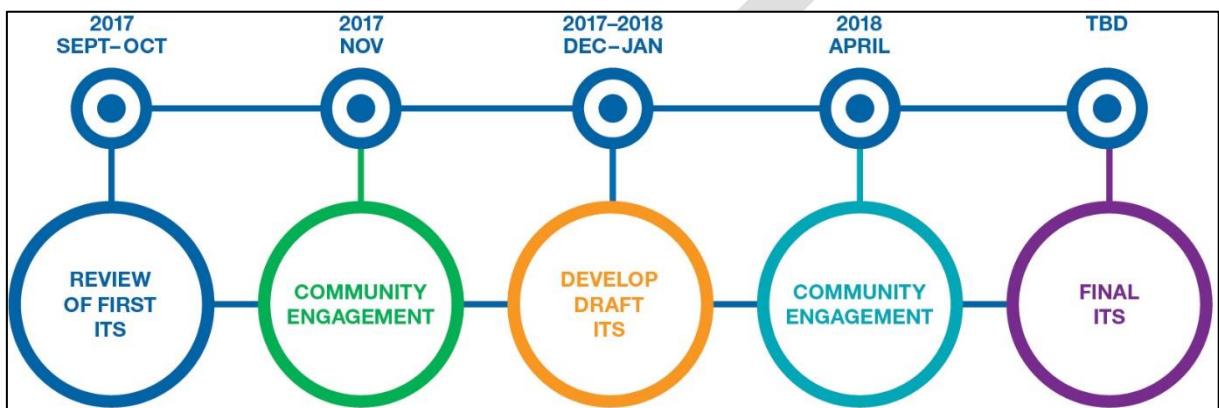 2017
SEPT–OCT
2017
NOV
2017–2018
DEC–JAN
2018
APRIL
TBD
REVIEW
OF FIRST
ITS
COMMUNITY
ENGAGEMENT
DEVELOP
DRAFT
ITS
COMMUNITY
ENGAGEMENT
FINAL
ITS